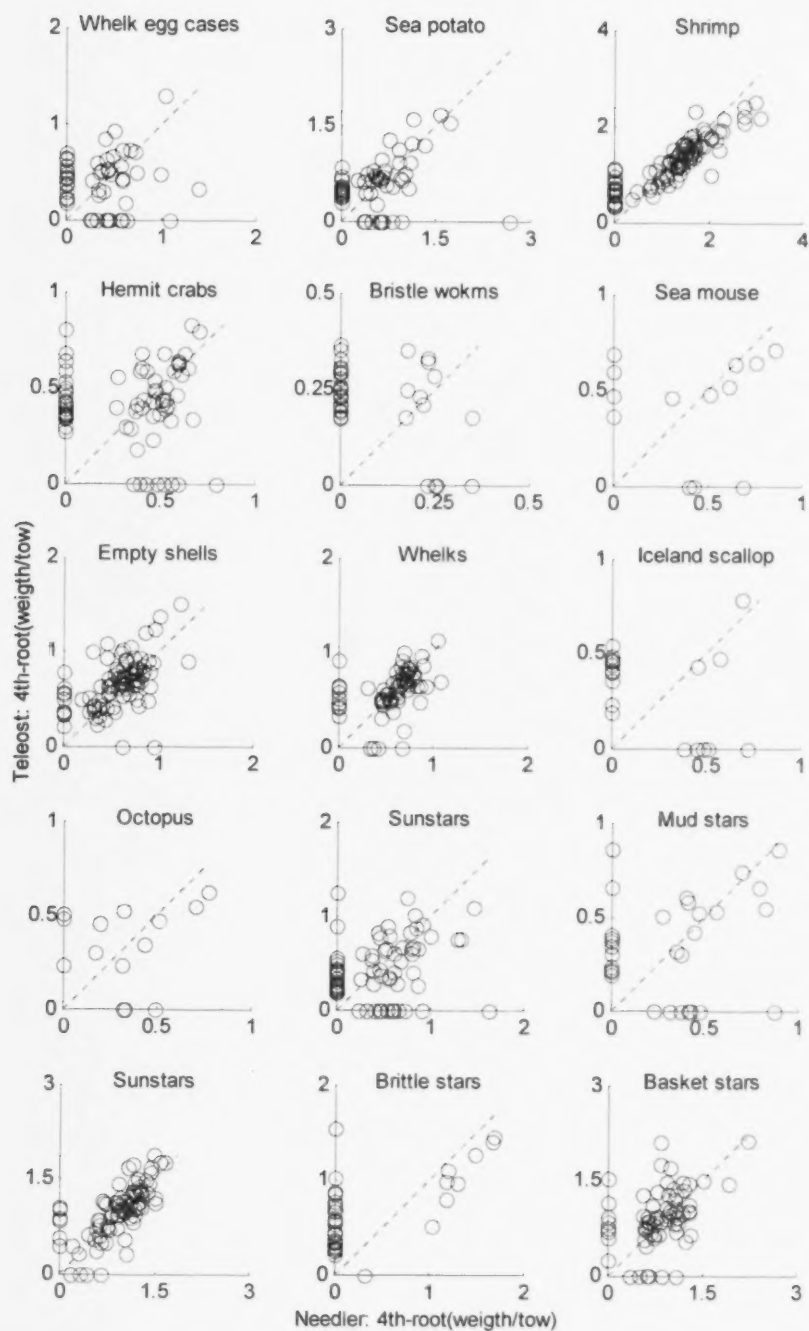 Whelk egg cases
Sea potato
Shrimp
2
1
0
0 1 2
3
1.5
0
0 1.5 3
4
2
0
0 2 4
Hermit crabs
Bristle wokms
Sea mouse
1
0.5
0
0 0.5 1
0.5
0.25
0
0 0.25 0.5
1
0.5
0
0 0.5 1
Teleost: 4th-root(weigth/tow)
Empty shells
Whelks
Iceland scallop
2
1
0
0 1 2
2
1
0
0 1 2
1
0.5
0
0 0.5 1
Octopus
Sunstars
Mud stars
1
0.5
0
0 0.5 1
2
1
0
0 1 2
1
0.5
0
0 0.5 1
Sunstars
Brittle stars
Basket stars
3
1.5
0
0 1.5 3
2
1
0
0 1 2
3
1.5
0
0 1.5 3
Needler: 4th-root(weigth/tow)